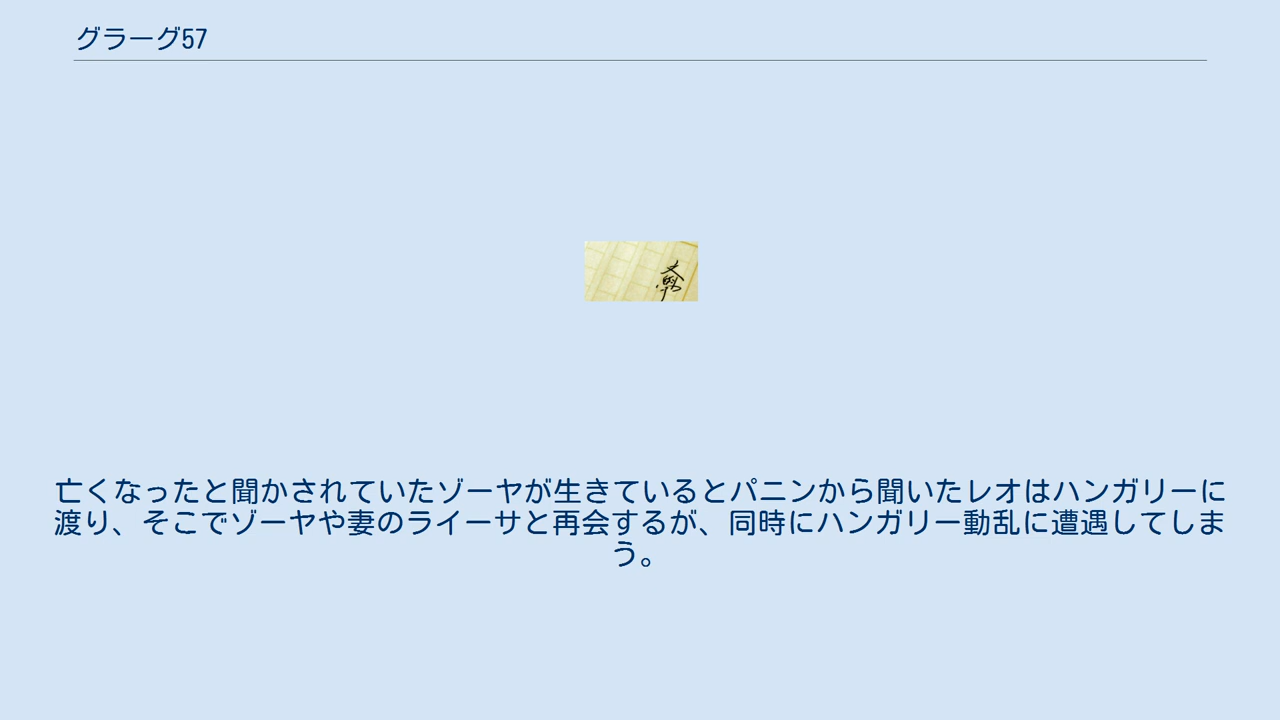 グラーグ57
亡くなったと聞かされていたゾーヤが生きているとパニンから聞いたレオはハンガリーに
渡り、そこでゾーヤや妻のライーサと再会するが、同時にハンガリー動乱に遭遇してしま
う。